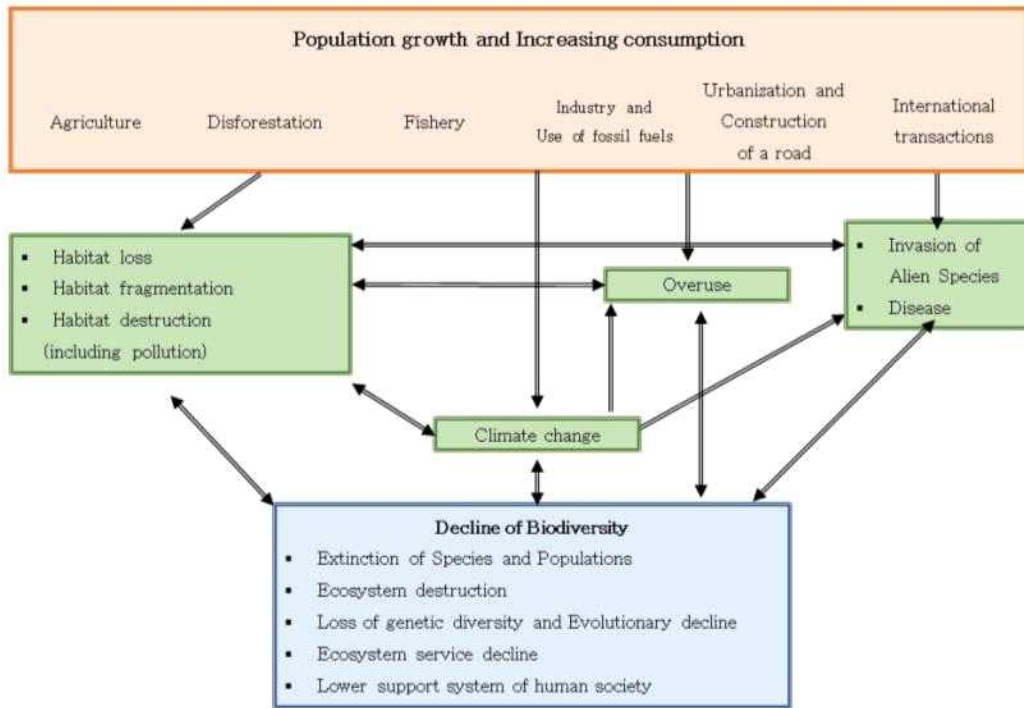 Population growth and Increasing consumption
Agriculture
Disforestation
Fishery
Industry and
Use of fossil fuels
Urbanization and
Construction
of a road
International
transactions
▪ Habitat loss
▪ Habitat fragmentation
▪ Habitat destruction
(including pollution)
Overuse
▪ Invasion of
Alien Species
▪ Disease
Climate change
Decline of Biodiversity
▪ Extinction of Species and Populations
▪ Ecosystem destruction
▪ Loss of genetic diversity and Evolutionary decline
▪ Ecosystem service decline
▪ Lower support system of human society